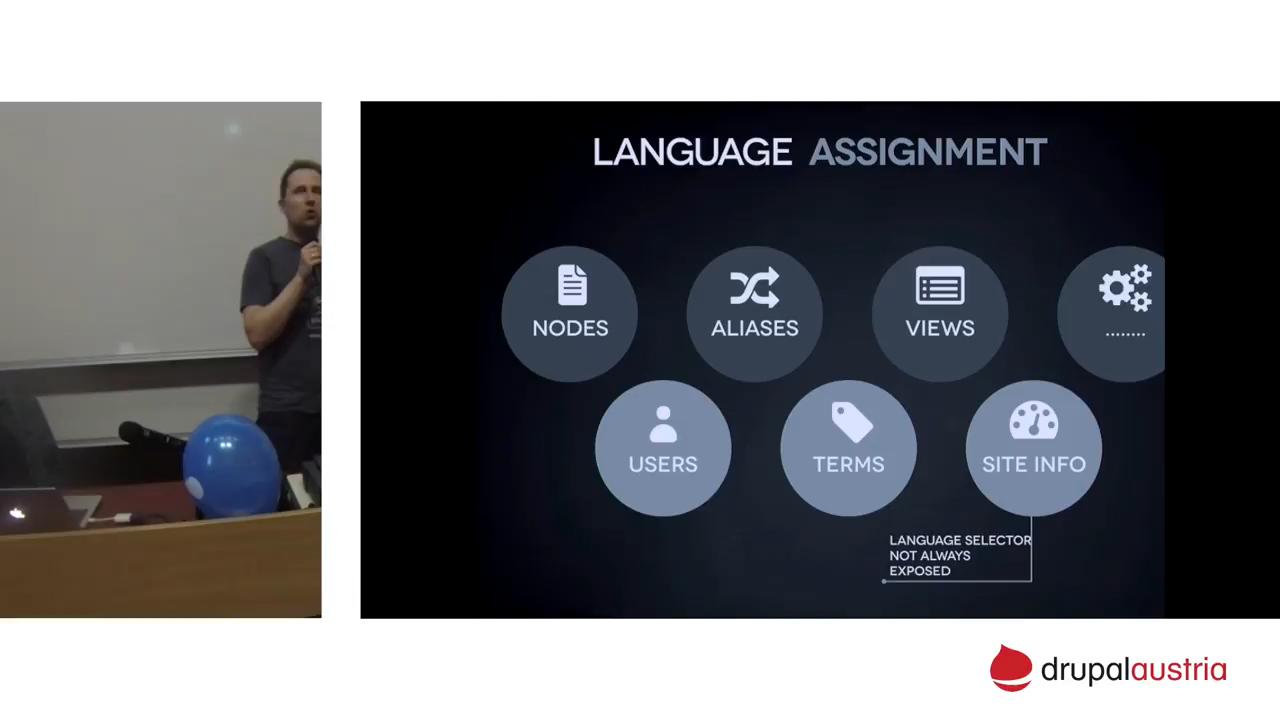 LANGUAGE ASSIGNMENT
NODES
ALIASES
VIEWS
........
USERS
TERMS
SITE INFO
LANGUAGE SELECTOR
NOT ALWAYS
EXPOSED
drupalaustria